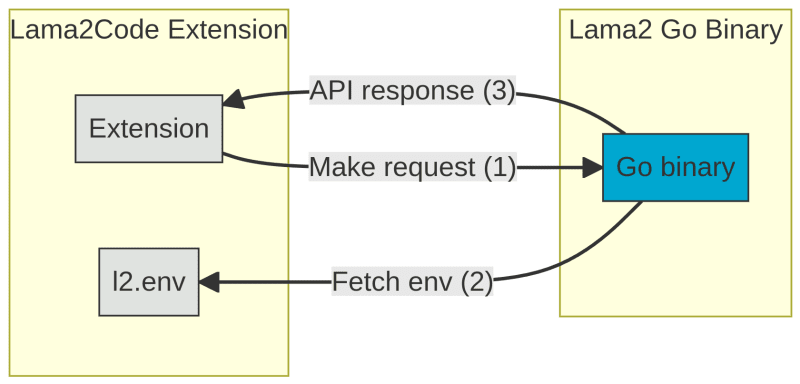 Lama2Code Extension
Lama2 Go Binary
API response (3)
Extension
Make request (1)
Go binary
l2.env
Fetch env (2)